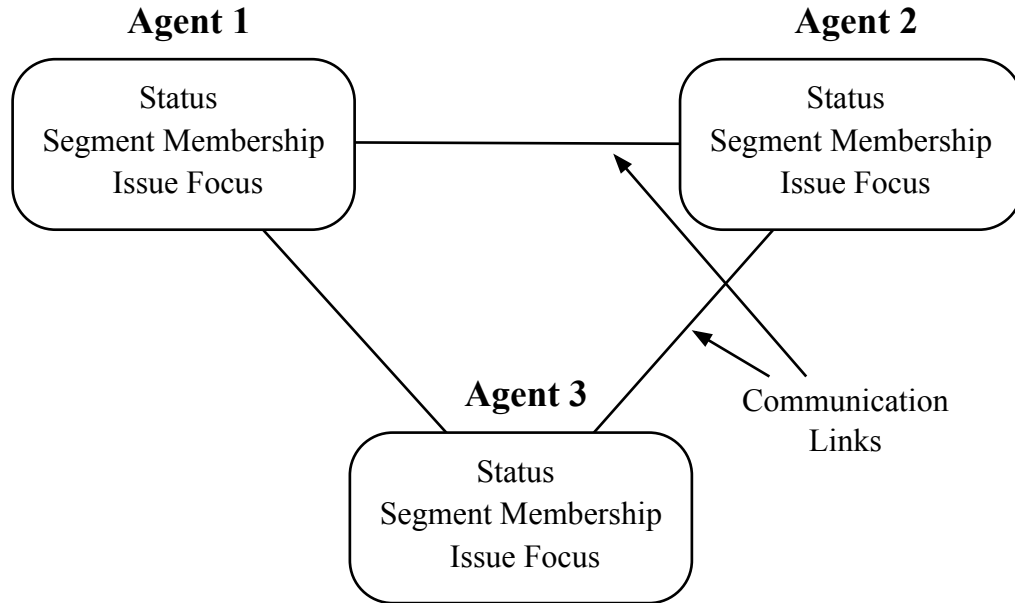 Agent 1
Agent 2
Status
Segment Membership
Issue Focus
Status
Segment Membership
Issue Focus
Agent 3
Communication
Links
Status
Segment Membership
Issue Focus